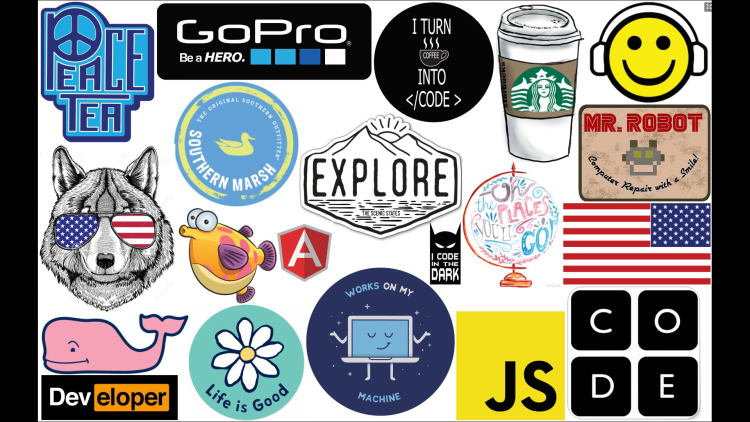 PEACE
TEA
GoPro
Be a HERO.
I TURN
COFFEE
INTO
</CODE >
STARBUCKS
MR. ROBOT
Computer Repair with a Smile!
THE ORIGINAL SOUTHERN OUTFITTER
SOUTHERN MARSH
EXPLORE
THE SCENIC STATES
oh
the
PLACES
YOU'LL
GO!
I CODE
IN THE
DARK
WORKS ON MY
MACHINE
Life is Good
Developer
JS
C O
D E